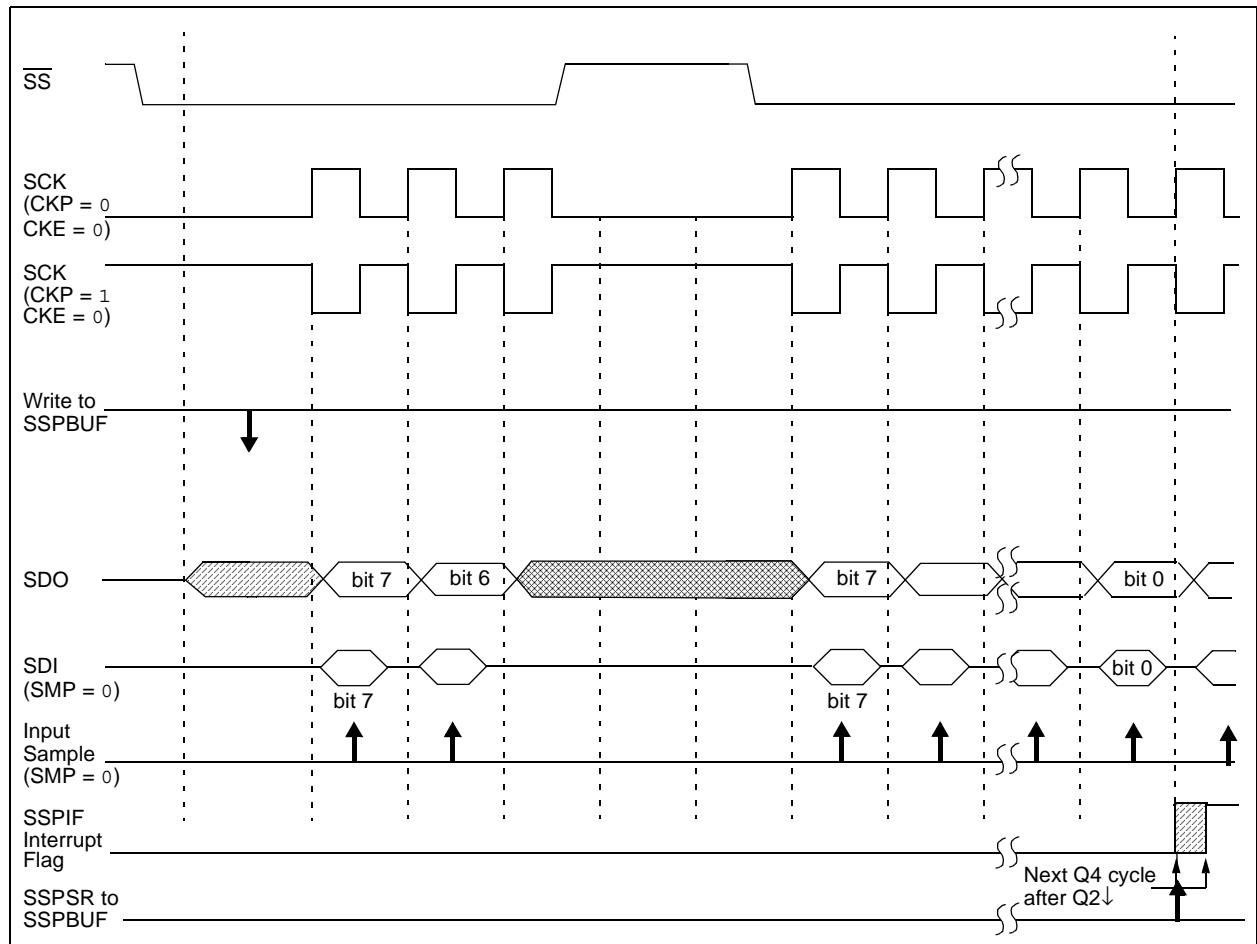 SS
SCK
(CKP = 0
CKE = 0)
SCK
(CKP = 1
CKE = 0)
Write to
SSPBUF
SDO
bit 7
bit 6
bit 7
bit 0
SDI
(SMP = 0)
bit 7
bit 7
bit 0
Input
Sample
(SMP = 0)
SSPIF
Interrupt
Flag
Next Q4 cycle
after Q2↓
SSPSR to
SSPBUF